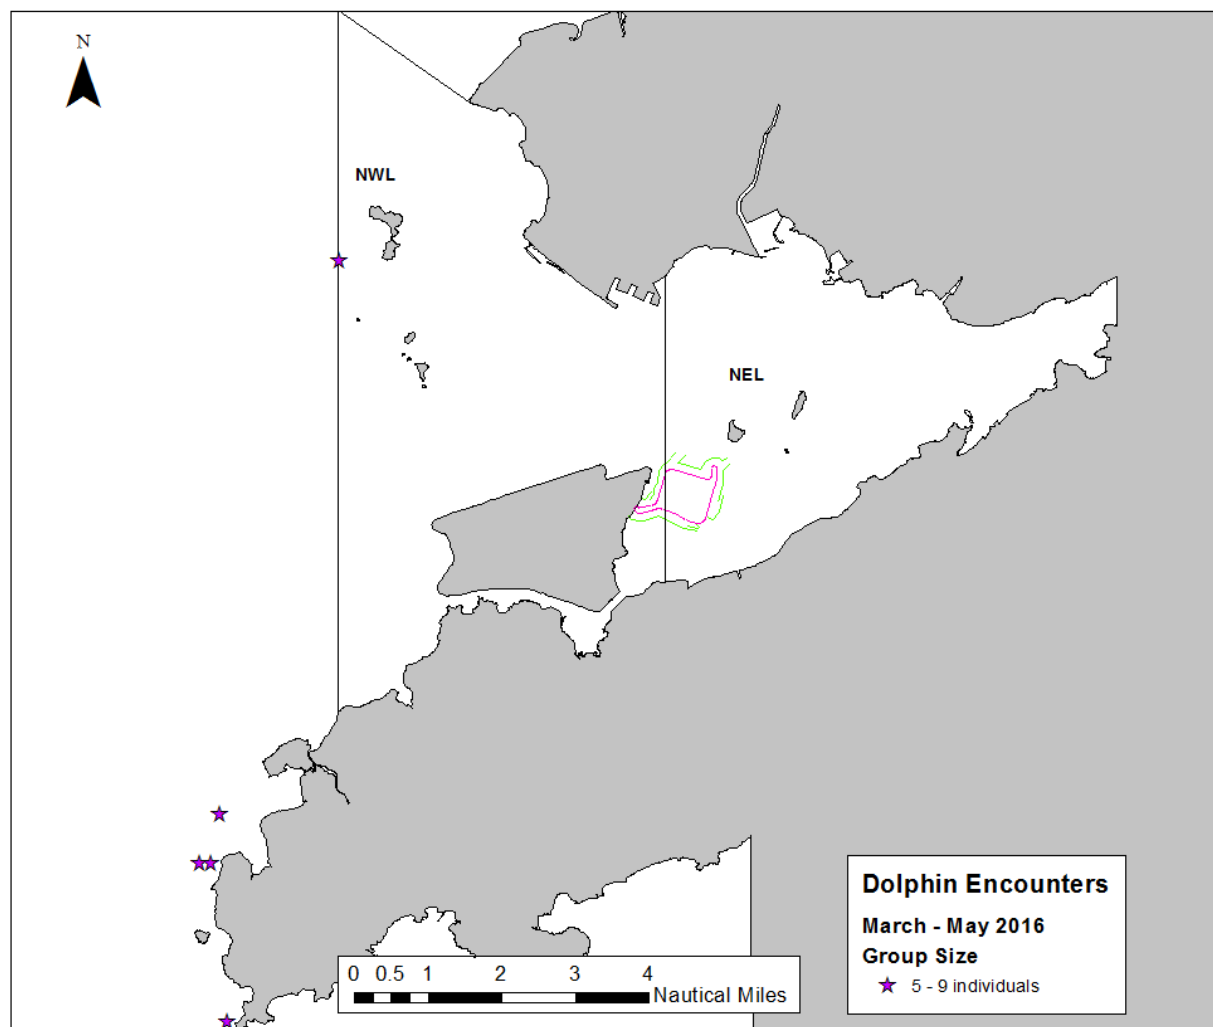 N
NWL
NEL
Dolphin Encounters
March - May 2016
Group Size
5 - 9 individuals
0 0.5 1 2 3 4
Nautical Miles